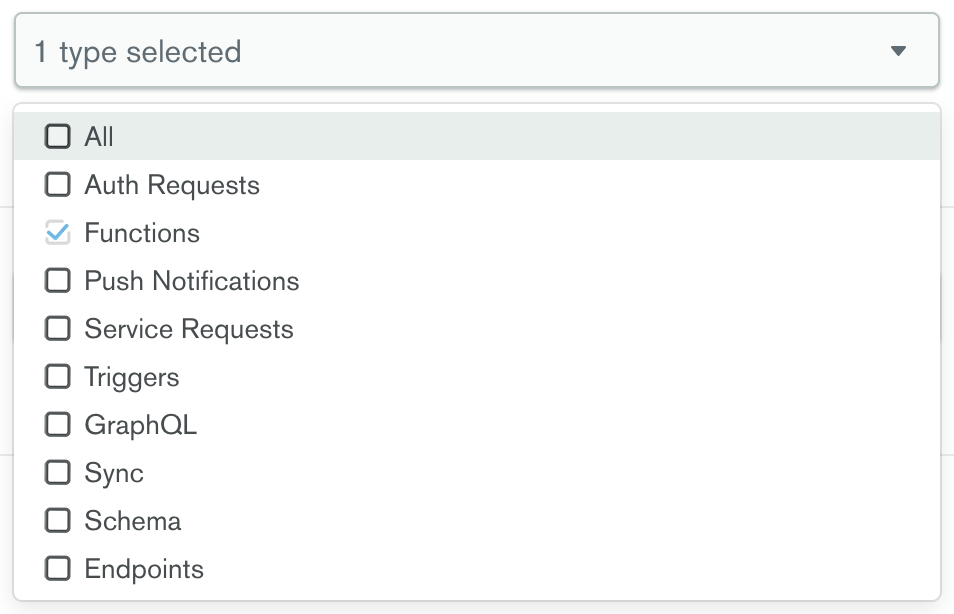 1 type selected
All
Auth Requests
Functions
Push Notifications
Service Requests
Triggers
GraphQL
Sync
Schema
Endpoints